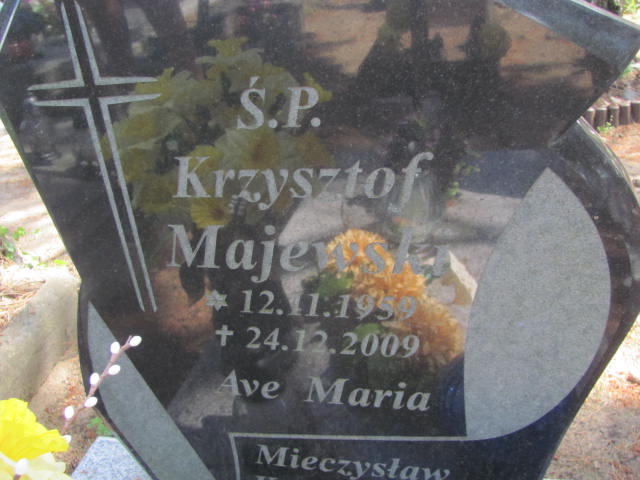 Ś.P.
Krzysztof
Majewski
* 12.11.1959
✝ 24.12.2009
Ave Maria
Mieczysław